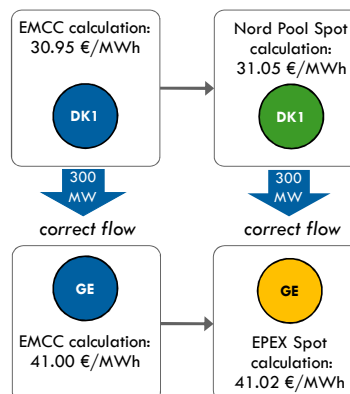 EMCC calculation:
30.95 €/MWh
DK1
Nord Pool Spot
calculation:
31.05 €/MWh
DK1
300
MW
correct flow
300
MW
correct flow
GE
EMCC calculation:
41.00 €/MWh
GE
EPEX Spot
calculation:
41.02 €/MWh